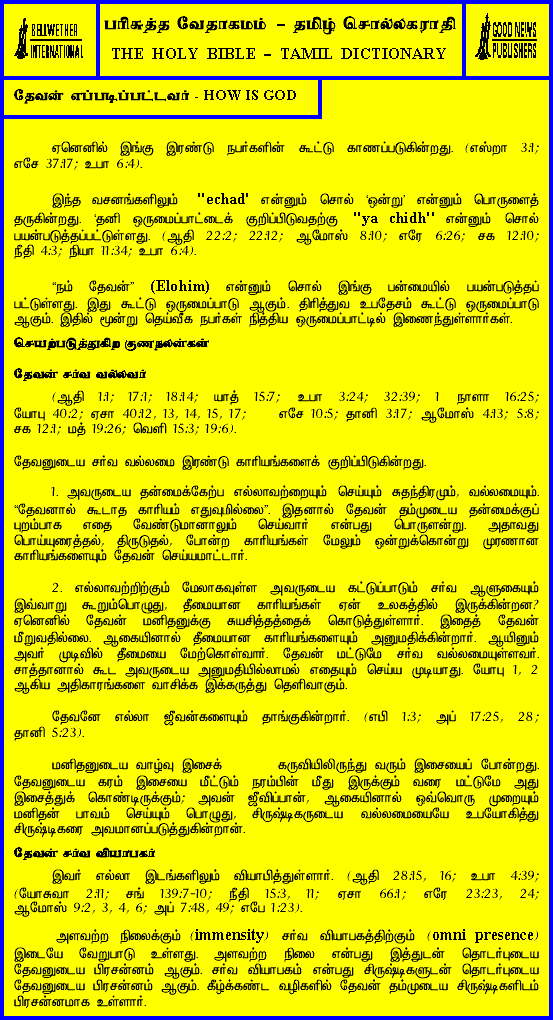 BELLWETHER
INTERNATIONAL
பரிசுத்த வேதாகமம் – தமிழ் சொல்லகராதி
THE HOLY BIBLE – TAMIL DICTIONARY
GOOD NEWS
PUBLISHERS
தேவன் எப்படிப்பட்டவர் - HOW IS GOD
ஏனெனில் இங்கு இரண்டு நபர்களின் கூட்டு காணப்படுகின்றது. (எஸ்றா 3:1;
எசே 37:17; உபா 6:4).
இந்த வசனங்களிலும் "echad' என்னும் சொல் 'ஒன்று' என்னும் பொருளைத்
தருகின்றது. 'தனி ஒருமைப்பாட்டைக் குறிப்பிடுவதற்கு "ya chidh" என்னும் சொல்
பயன்படுத்தப்பட்டுள்ளது. (ஆதி 22:2; 22:12; ஆமோஸ் 8:10; எரே 6:26; சக 12:10;
நீதி 4:3; நியா 11:34; உபா 6:4).
"நம் தேவன்" (Elohim) என்னும் சொல் இங்கு பன்மையில் பயன்படுத்தப்
பட்டுள்ளது. இது கூட்டு ஒருமைப்பாடு ஆகும். திரித்துவ உபதேசம் கூட்டு ஒருமைப்பாடு
ஆகும். இதில் மூன்று தெய்வீக நபர்கள் நித்திய ஒருமைப்பாட்டில் இணைந்துள்ளார்கள்.
செயற்படுத்துகிற குணநலன்கள்
தேவன் சர்வ வல்லவர்
(ஆதி 1:1; 17:1; 18:14; யாத் 15:7; உபா 3:24; 32:39; 1 நாளா 16:25;
யோபு 40:2; ஏசா 40:12, 13, 14, 15, 17; எசே 10:5; தானி 3:17; ஆமோஸ் 4:13; 5:8;
சக 12:1; மத் 19:26; வெளி 15:3; 19:6).
தேவனுடைய சர்வ வல்லமை இரண்டு காரியங்களைக் குறிப்பிடுகின்றது.
1. அவருடைய தன்மைக்கேற்ப எல்லாவற்றையும் செய்யும் சுதந்திரமும், வல்லமையும்.
"தேவனால் கூடாத காரியம் எதுவுமில்லை". இதனால் தேவன் தம்முடைய தன்மைக்குப்
புறம்பாக எதை வேண்டுமானாலும் செய்வார் என்பது பொருளன்று. அதாவது
பொய்யுரைத்தல், திருடுதல், போன்ற காரியங்கள் மேலும் ஒன்றுக்கொன்று முரணான
காரியங்களையும் தேவன் செய்யமாட்டார்.
2. எல்லாவற்றிற்கும் மேலாகவுள்ள அவருடைய கட்டுப்பாடும் சர்வ ஆளுகையும்
இவ்வாறு கூறும்பொழுது, தீமையான காரியங்கள் ஏன் உலகத்தில் இருக்கின்றன?
ஏனெனில் தேவன் மனிதனுக்கு சுயசித்தத்தைக் கொடுத்துள்ளார். இதைத் தேவன்
மீறுவதில்லை. ஆகையினால் தீமையான காரியங்களையும் அனுமதிக்கின்றார். ஆயினும்
அவர் முடிவில் தீமையை மேற்கொள்வார். தேவன் மட்டுமே சர்வ வல்லமையுள்ளவர்.
சாத்தானால் கூட அவருடைய அனுமதியில்லாமல் எதையும் செய்ய முடியாது. யோபு 1, 2
ஆகிய அதிகாரங்களை வாசிக்க இக்கருத்து தெளிவாகும்.
தேவனே எல்லா ஜீவன்களையும் தாங்குகின்றார். (எபி 1:3; அப் 17:25, 28;
தானி 5:23).
மனிதனுடைய வாழ்வு இசைக் கருவியிலிருந்து வரும் இசையைப் போன்றது.
தேவனுடைய கரம் இசையை மீட்டும் நரம்பின் மீது இருக்கும் வரை மட்டுமே அது
இசைத்துக் கொண்டிருக்கும்; அவன் ஜீவிப்பான், ஆகையினால் ஒவ்வொரு முறையும்
மனிதன் பாவம் செய்யும் பொழுது, சிருஷ்டிகருடைய வல்லமையையே உபயோகித்து
சிருஷ்டிகரை அவமானப்படுத்துகின்றான்.
தேவன் சர்வ வியாபகர்
இவர் எல்லா இடங்களிலும் வியாபித்துள்ளார். (ஆதி 28:15, 16; உபா 4:39;
(யோசுவா 2:11; சங் 139:7-10; நீதி 15:3, 11; ஏசா 66:1; எரே 23:23, 24;
ஆமோஸ் 9:2, 3, 4, 6; அப் 7:48, 49; எபே 1:23).
அளவற்ற நிலைக்கும் (immensity) சர்வ வியாபகத்திற்கும் (omni presence)
இடையே வேறுபாடு உள்ளது. அளவற்ற நிலை என்பது இத்துடன் தொடர்புடைய
தேவனுடைய பிரசன்னம் ஆகும். சர்வ வியாபகம் என்பது சிருஷ்டிகளுடன் தொடர்புடைய
தேவனுடைய பிரசன்னம் ஆகும். கீழ்க்கண்ட வழிகளில் தேவன் தம்முடைய சிருஷ்டிகளிடம்
பிரசன்னமாக உள்ளார்.